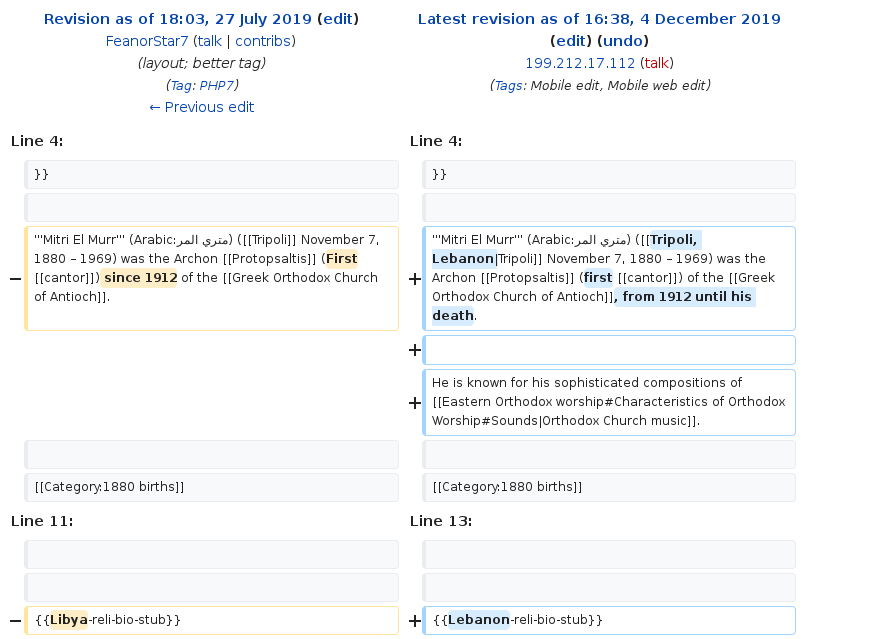 Revision as of 18:03, 27 July 2019 (edit)
FeanorStar7 (talk | contribs)
(layout; better tag)
(Tag: PHP7)
← Previous edit
Latest revision as of 16:38, 4 December 2019
(edit) (undo)
199.212.17.112 (talk)
(Tags: Mobile edit, Mobile web edit)
Line 4:
Line 4:
}}
}}
− '''Mitri El Murr''' (Arabic:متري المر) ([[Tripoli]] November 7,
1880 – 1969) was the Archon [[Protopsaltis]] (First
[[cantor]]) since 1912 of the [[Greek Orthodox Church
of Antioch]].
+ '''Mitri El Murr''' (Arabic:متري المر) ([[Tripoli,
Lebanon|Tripoli]] November 7, 1880 – 1969) was the
Archon [[Protopsaltis]] (first [[cantor]]) of the [[Greek
Orthodox Church of Antioch]], from 1912 until his
death.
+
+ He is known for his sophisticated compositions of
[[Eastern Orthodox worship#Characteristics of Orthodox
Worship#Sounds|Orthodox Church music]].
[[Category:1880 births]]
[[Category:1880 births]]
Line 11:
Line 13:
− {{Libya-reli-bio-stub}}
+ {{Lebanon-reli-bio-stub}}